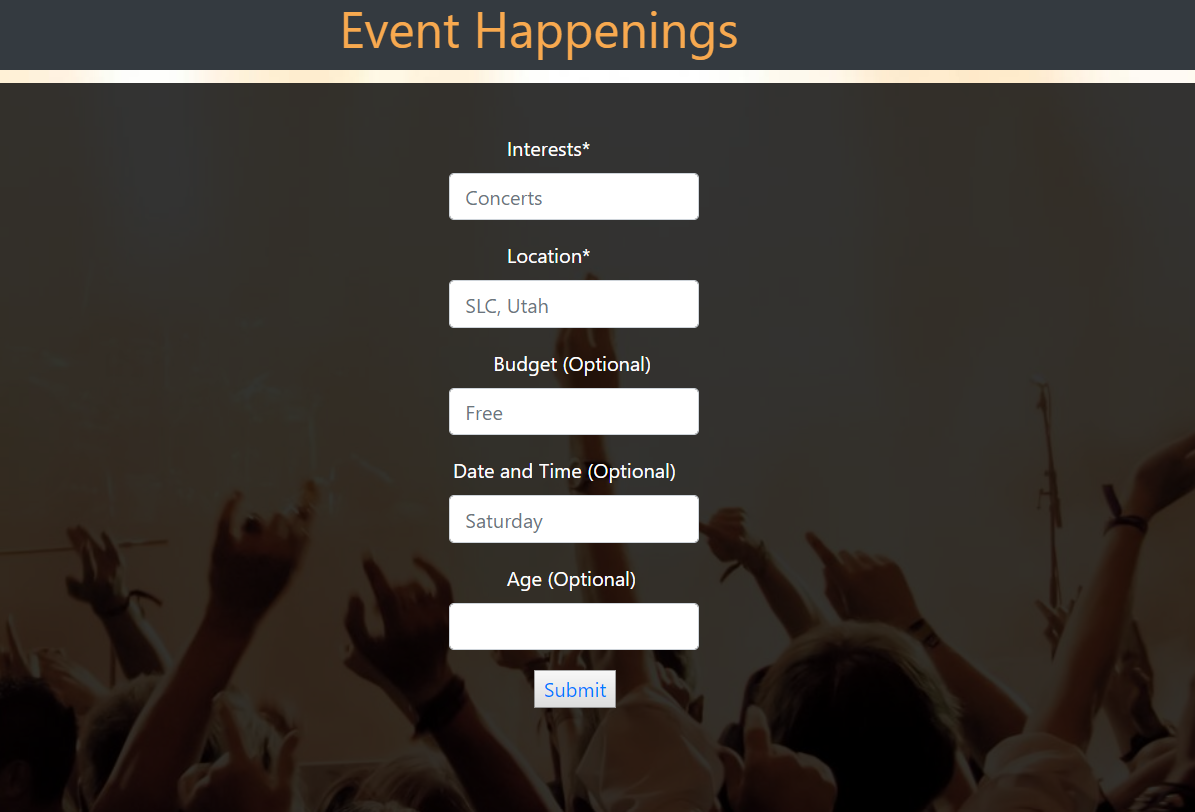 Event Happenings
Interests*
Concerts
Location*
SLC, Utah
Budget (Optional)
Free
Date and Time (Optional)
Saturday
Age (Optional)
Submit